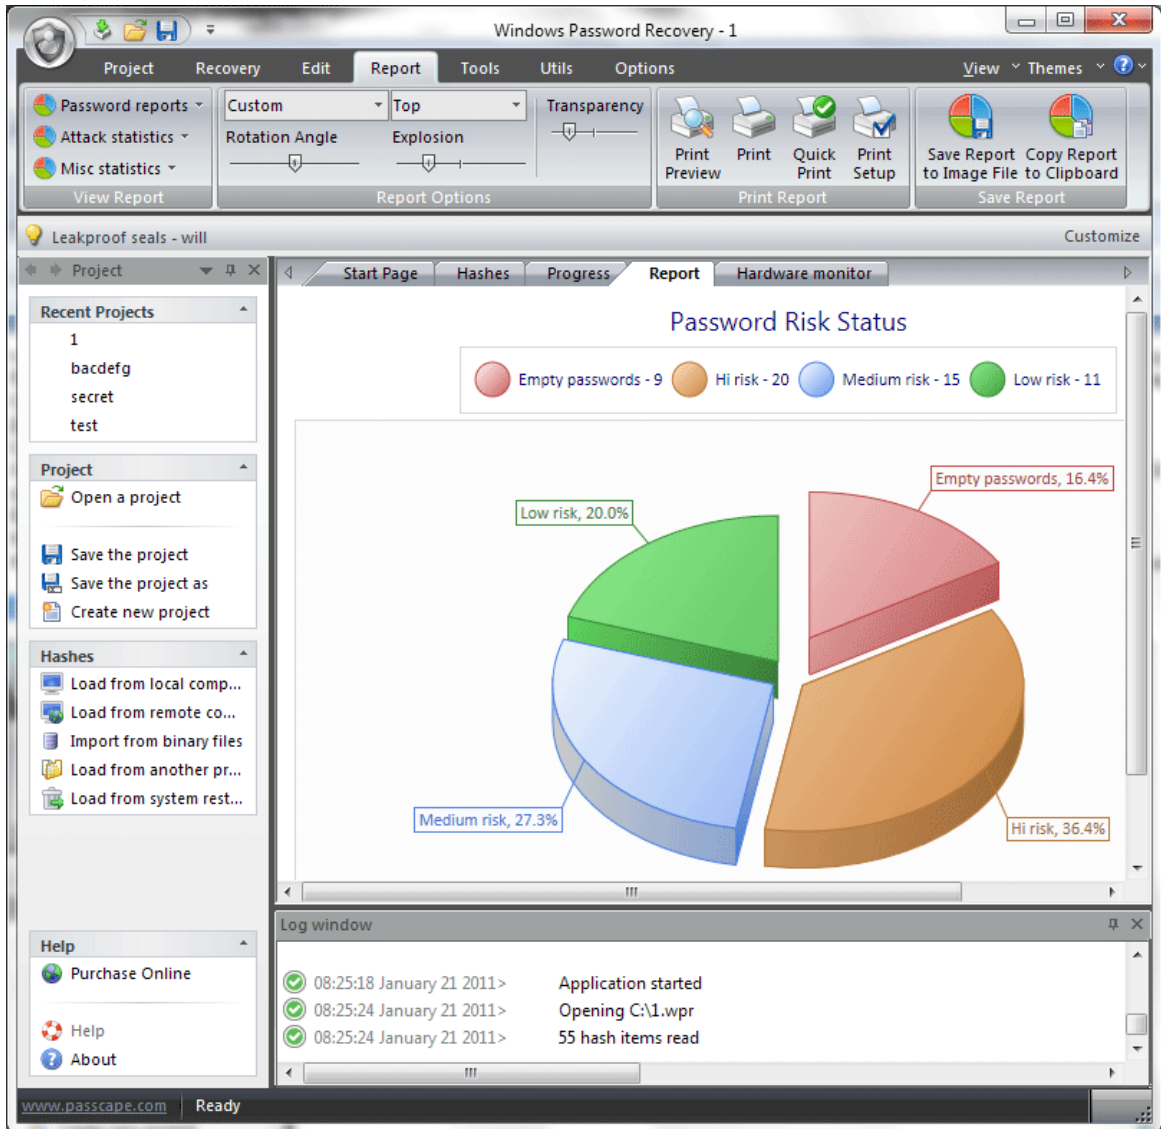 Windows Password Recovery - 1
Project Recovery Edit Report Tools Utils Options View Themes
Password reports
Attack statistics
Misc statistics
View Report
Custom Top Transparency
Rotation Angle Explosion
Report Options
Print Preview
Print
Quick Print
Print Setup
Print Report
Save Report to Image File
Copy Report to Clipboard
Save Report
Leakproof seals - will
Customize
Project
Recent Projects
1
bacdefg
secret
test
Project
Open a project
Save the project
Save the project as
Create new project
Hashes
Load from local comp...
Load from remote co...
Import from binary files
Load from another pr...
Load from system rest...
Help
Purchase Online
Help
About
Start Page Hashes Progress Report Hardware monitor
Password Risk Status
Empty passwords - 9 Hi risk - 20 Medium risk - 15 Low risk - 11
Empty passwords, 16.4%
Low risk, 20.0%
Medium risk, 27.3%
Hi risk, 36.4%
Log window
08:25:18 January 21 2011> Application started
08:25:24 January 21 2011> Opening C:\1.wpr
08:25:24 January 21 2011> 55 hash items read
www.passcape.com Ready